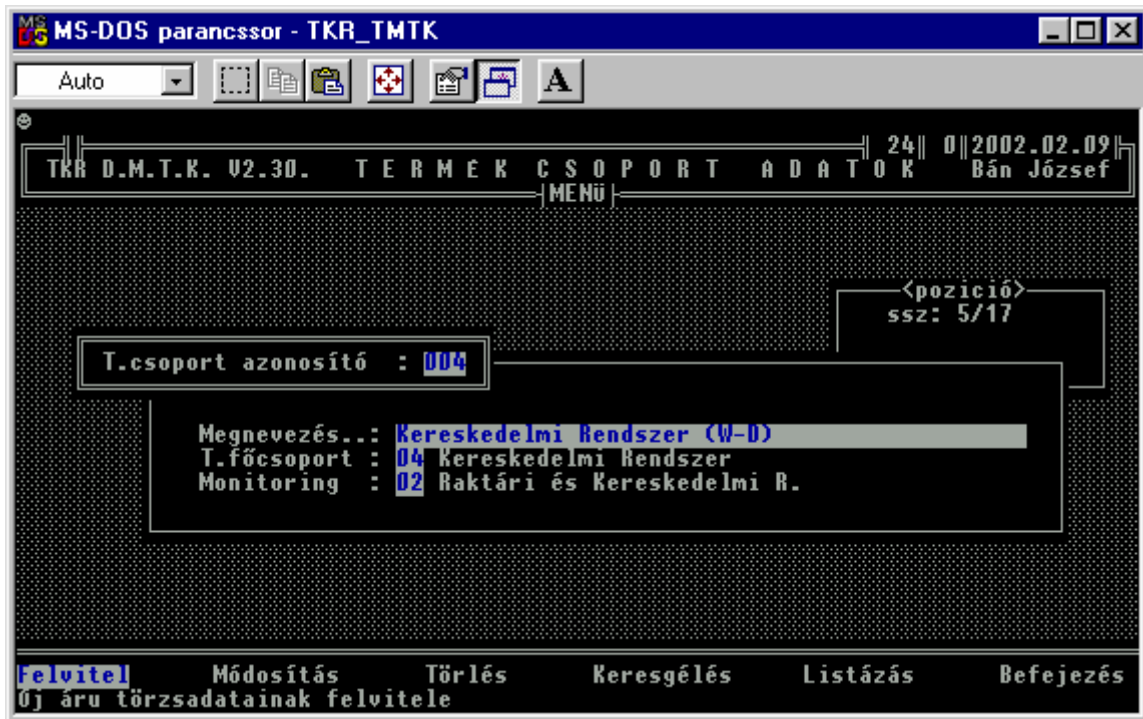 MS-DOS parancssor - TKR_TMTK
Auto
A
24 0 2002.02.09
TKR D.M.T.K. V2.30. T E R M É K C S O P O R T A D A T O K Bán József
MENü
<pozició>
ssz: 5/17
T.csoport azonosító : 004
Megnevezés..: Kereskedelmi Rendszer (W-D)
T.főcsoport : 04 Kereskedelmi Rendszer
Monitoring : 02 Raktári és Kereskedelmi R.
Felvitel Módosítás Törlés Keresgélés Listázás Befejezés
Új áru törzsadatainak felvitele